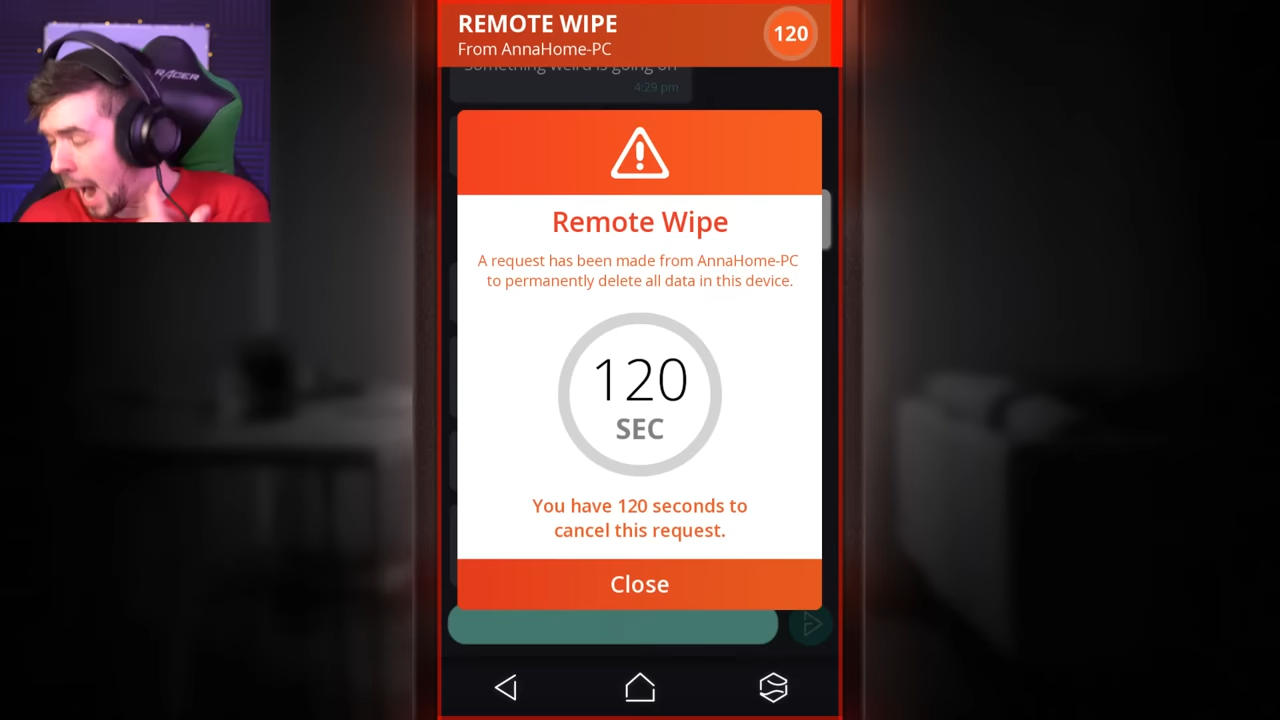 REMOTE WIPE
From AnnaHome-PC
120
Something weird is going on
4:29 pm
Remote Wipe
A request has been made from AnnaHome-PC
to permanently delete all data in this device.
120
SEC
You have 120 seconds to
cancel this request.
Close
RACER